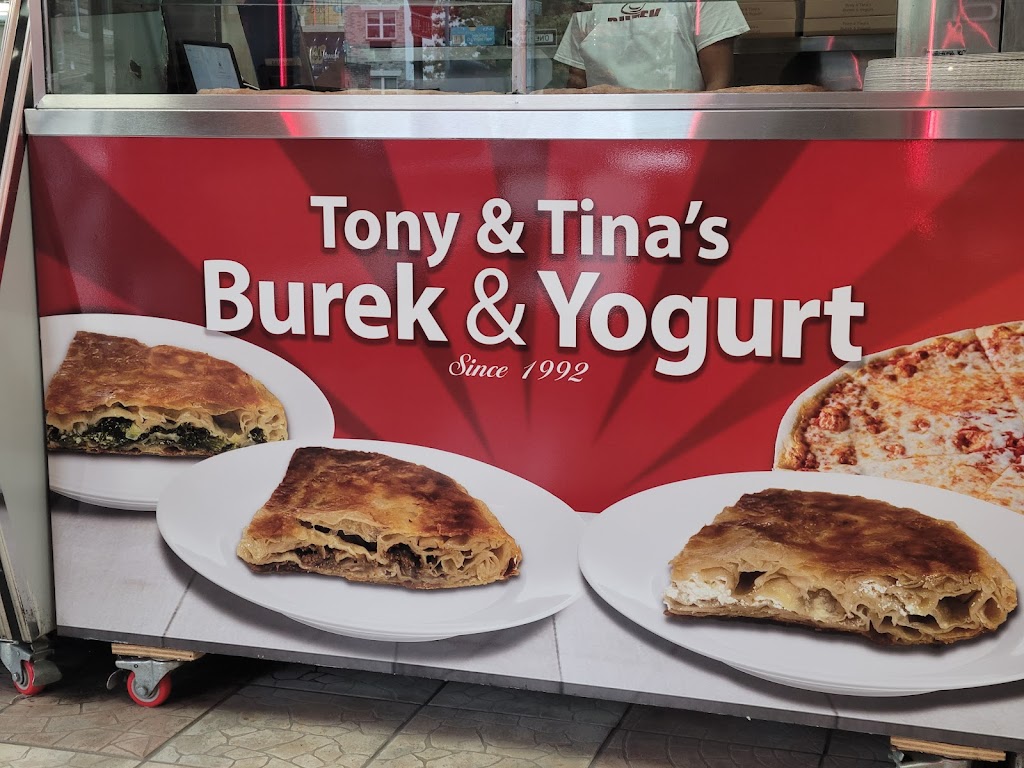 Tony & Tina's
Burek & Yogurt
Since 1992